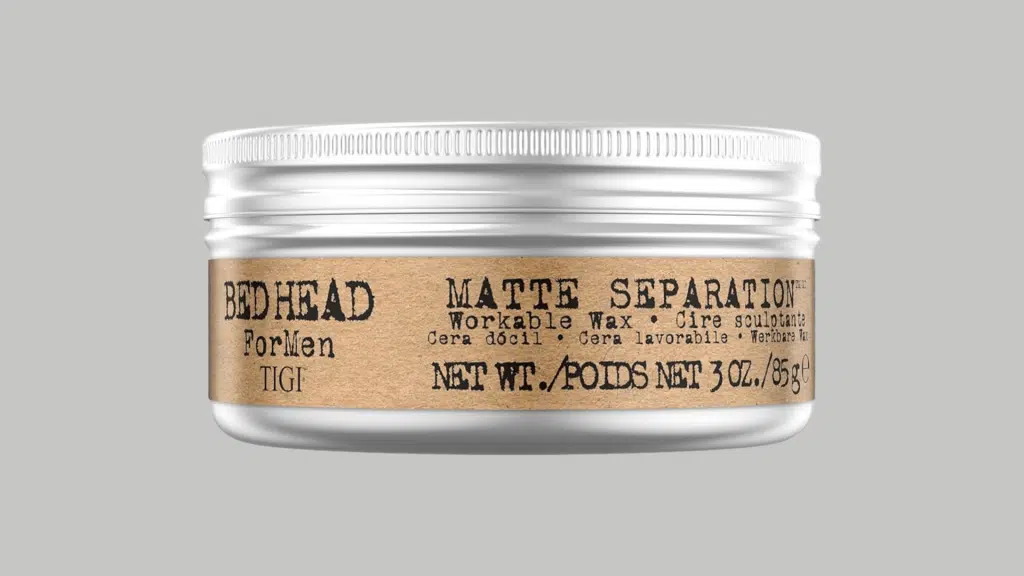 BED HEAD
ForMen
TIGI
MATTE SEPARATION
Workable Wax • Cire sculptante
Cera dócil • Cera lavorabile • Werkbare Wax
NET WT./POIDS NET 3 OZ./85g℮